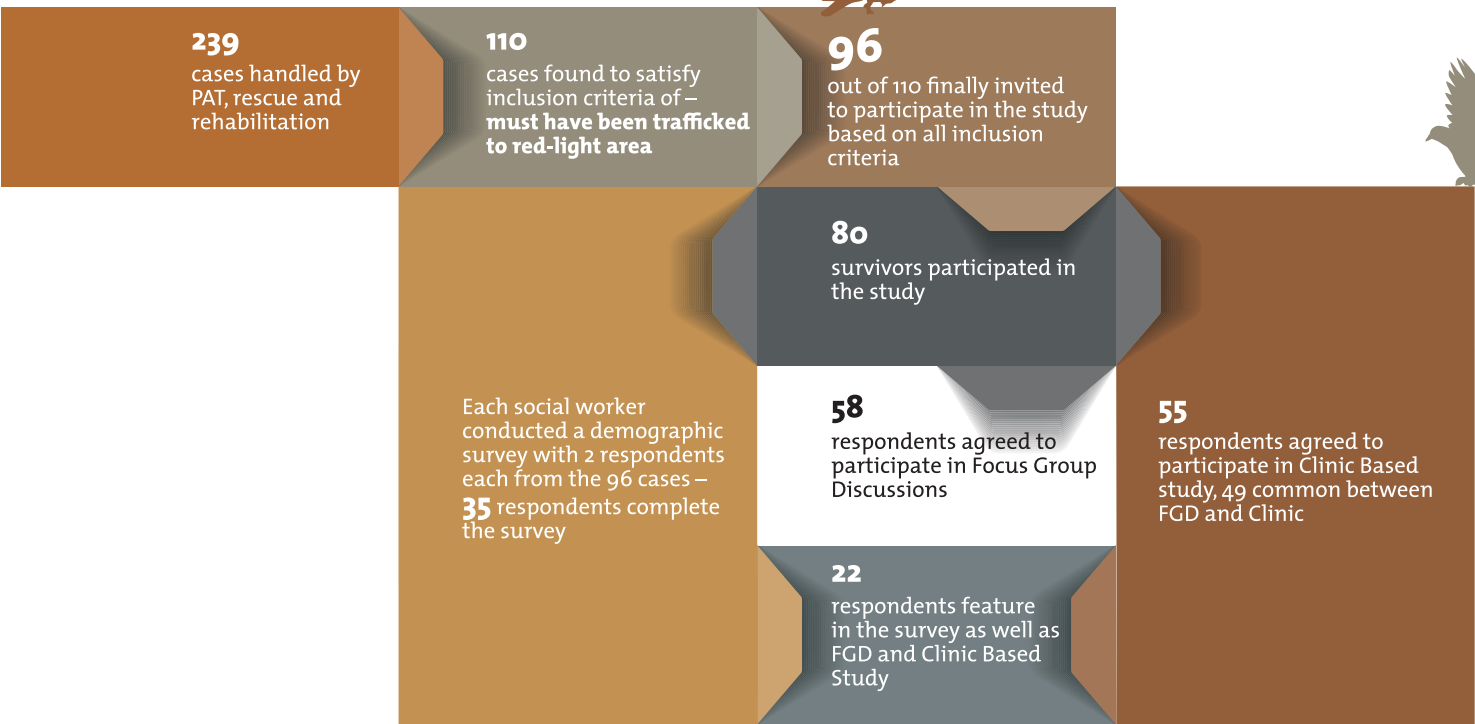 239
cases handled by
PAT, rescue and
rehabilitation
110
cases found to satisfy
inclusion criteria of –
must have been trafficked
to red-light area
96
out of 110 finally invited
to participate in the study
based on all inclusion
criteria
80
survivors participated in
the study
Each social worker
conducted a demographic
survey with 2 respondents
each from the 96 cases –
35 respondents complete
the survey
58
respondents agreed to
participate in Focus Group
Discussions
55
respondents agreed to
participate in Clinic Based
study, 49 common between
FGD and Clinic
22
respondents feature
in the survey as well as
FGD and Clinic Based
Study